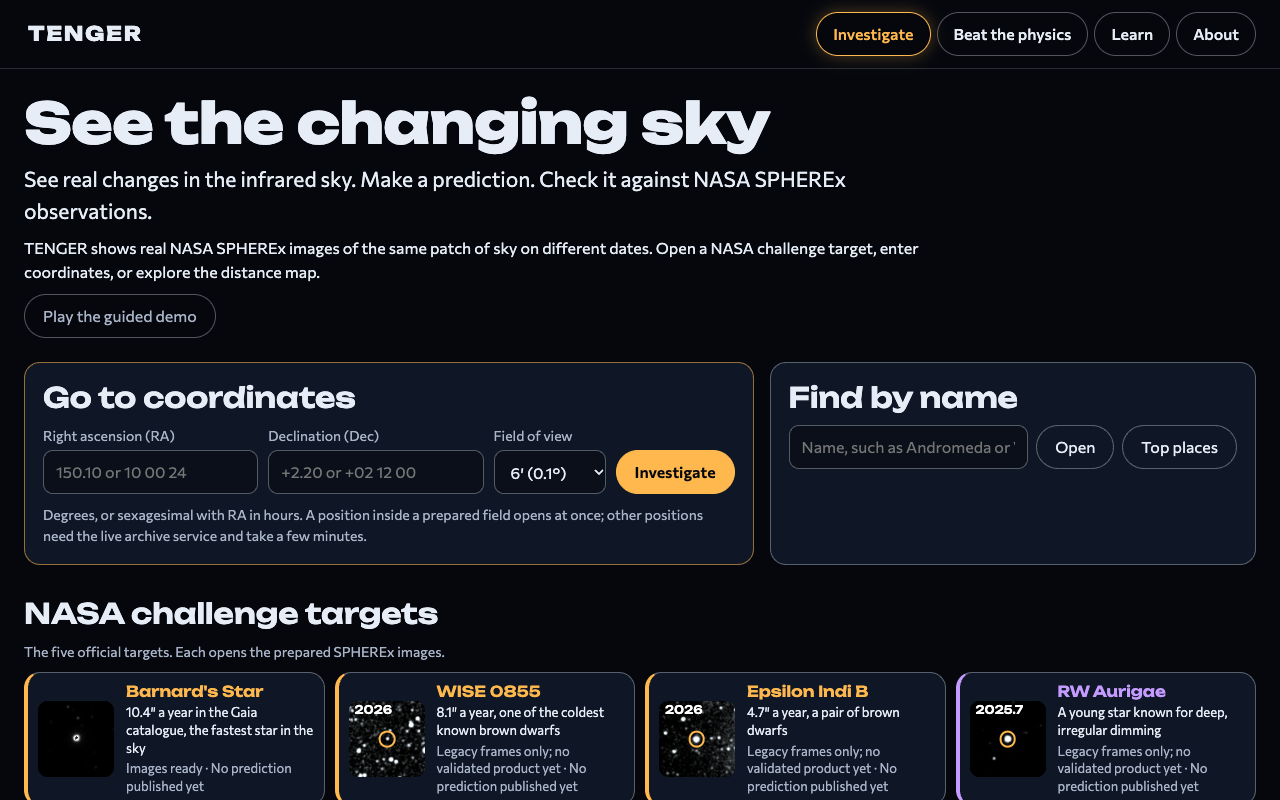 TENGER
Investigate
Beat the physics
Learn
About
See the changing sky
See real changes in the infrared sky. Make a prediction. Check it against NASA SPHEREx
observations.
TENGER shows real NASA SPHEREx images of the same patch of sky on different dates. Open a NASA challenge target, enter
coordinates, or explore the distance map.
Play the guided demo
Go to coordinates
Right ascension (RA)
Declination (Dec)
Field of view
150.10 or 10 00 24
+2.20 or +02 12 00
6' (0.1°)
Investigate
Degrees, or sexagesimal with RA in hours. A position inside a prepared field opens at once; other positions
need the live archive service and take a few minutes.
Find by name
Name, such as Andromeda or '
Open
Top places
NASA challenge targets
The five official targets. Each opens the prepared SPHEREx images.
Barnard's Star
10.4″ a year in the Gaia
catalogue, the fastest star in the
sky
Images ready · No prediction
published yet
2026
WISE 0855
8.1″ a year, one of the coldest
known brown dwarfs
Legacy frames only; no
validated product yet · No
prediction published yet
2026
Epsilon Indi B
4.7″ a year, a pair of brown
dwarfs
Legacy frames only; no
validated product yet · No
prediction published yet
2025.7
RW Aurigae
A young star known for deep,
irregular dimming
Legacy frames only; no
validated product yet · No
prediction published yet